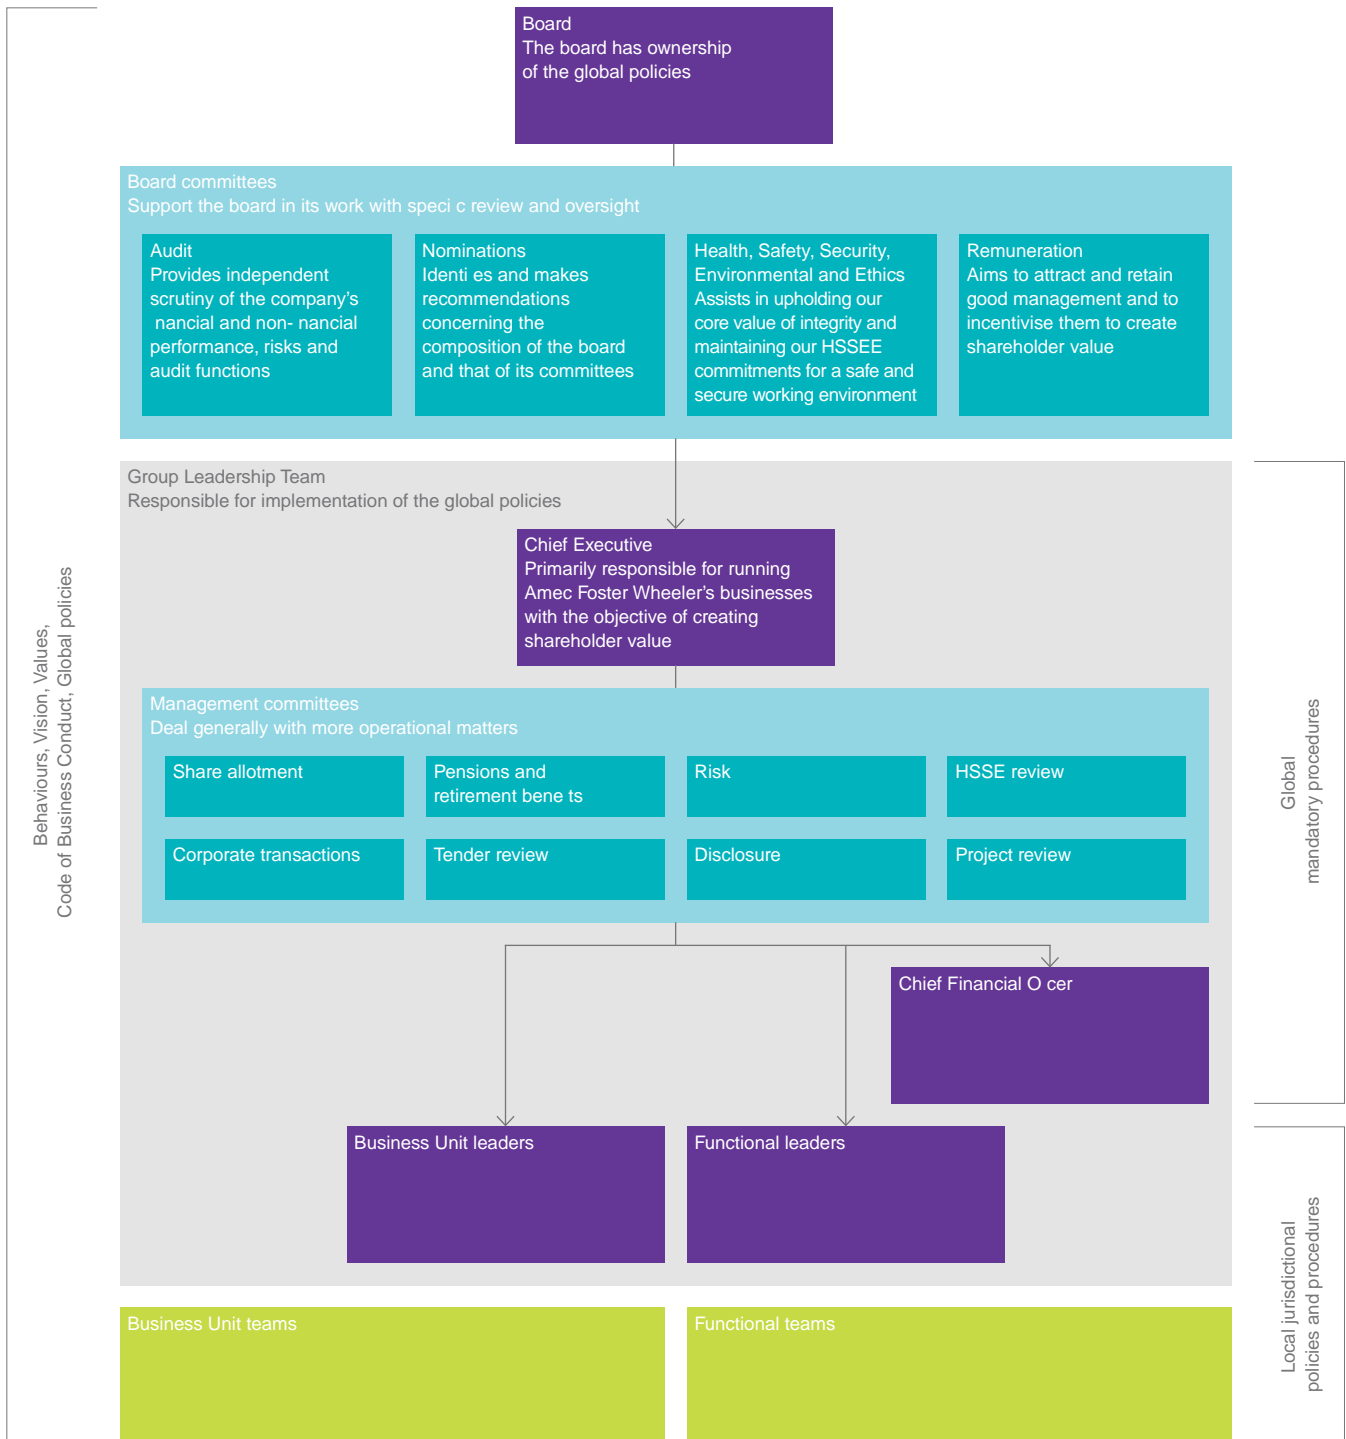 Board
The board has ownership
of the global policies
Board committees
Support the board in its work with speci c review and oversight
Audit
Provides independent
scrutiny of the company's
nancial and non- nancial
performance, risks and
audit functions
Nominations
Identi es and makes
recommendations
concerning the
composition of the board
and that of its committees
Health, Safety, Security,
Environmental and Ethics
Assists in upholding our
core value of integrity and
maintaining our HSSEE
commitments for a safe and
secure working environment
Remuneration
Aims to attract and retain
good management and to
incentivise them to create
shareholder value
Group Leadership Team
Responsible for implementation of the global policies
Chief Executive
Primarily responsible for running
Amec Foster Wheeler's businesses
with the objective of creating
shareholder value
Management committees
Deal generally with more operational matters
Share allotment
Pensions and
retirement bene ts
Risk
HSSE review
Corporate transactions
Tender review
Disclosure
Project review
Chief Financial O cer
Business Unit leaders
Functional leaders
Business Unit teams
Functional teams
Behaviours, Vision, Values,
Code of Business Conduct, Global policies
Global
mandatory procedures
Local jurisdictional
policies and procedures